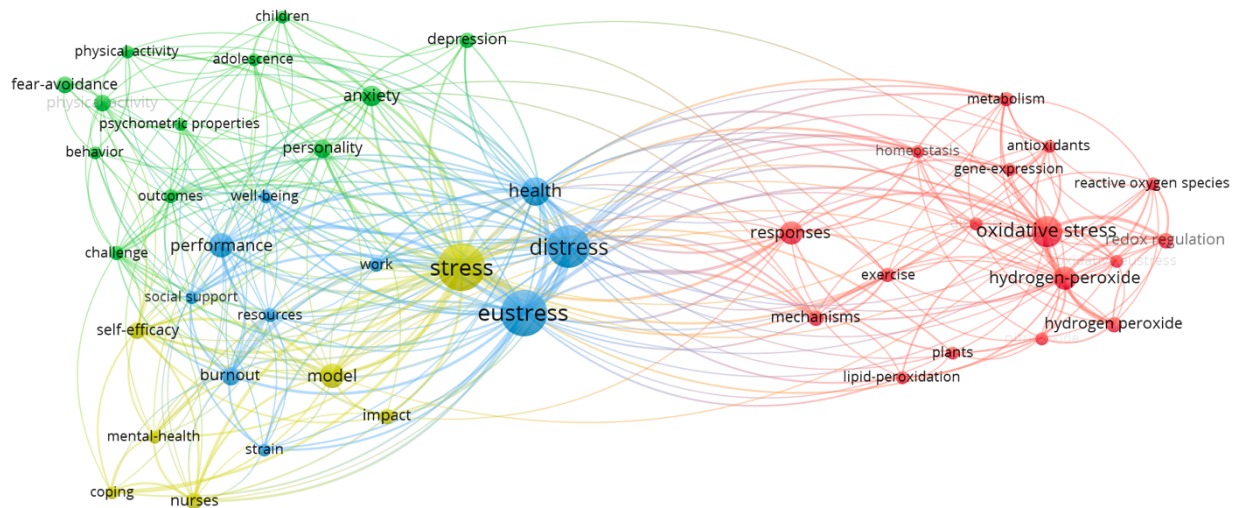 children
physical activity
depression
adolescence
fear-avoidance
anxiety
physical activity
metabolism
psychometric properties
personality
antioxidants
behavior
homeostasis
gene-expression
outcomes
well-being
health
reactive oxygen species
challenge
performance
distress
responses
oxidative stress
redox regulation
work
stress
exercise
hydrogen-peroxide
social support
resources
eustress
mechanisms
self-efficacy
hydrogen peroxide
burnout
model
plants
lipid-peroxidation
impact
mental-health
strain
coping
nurses